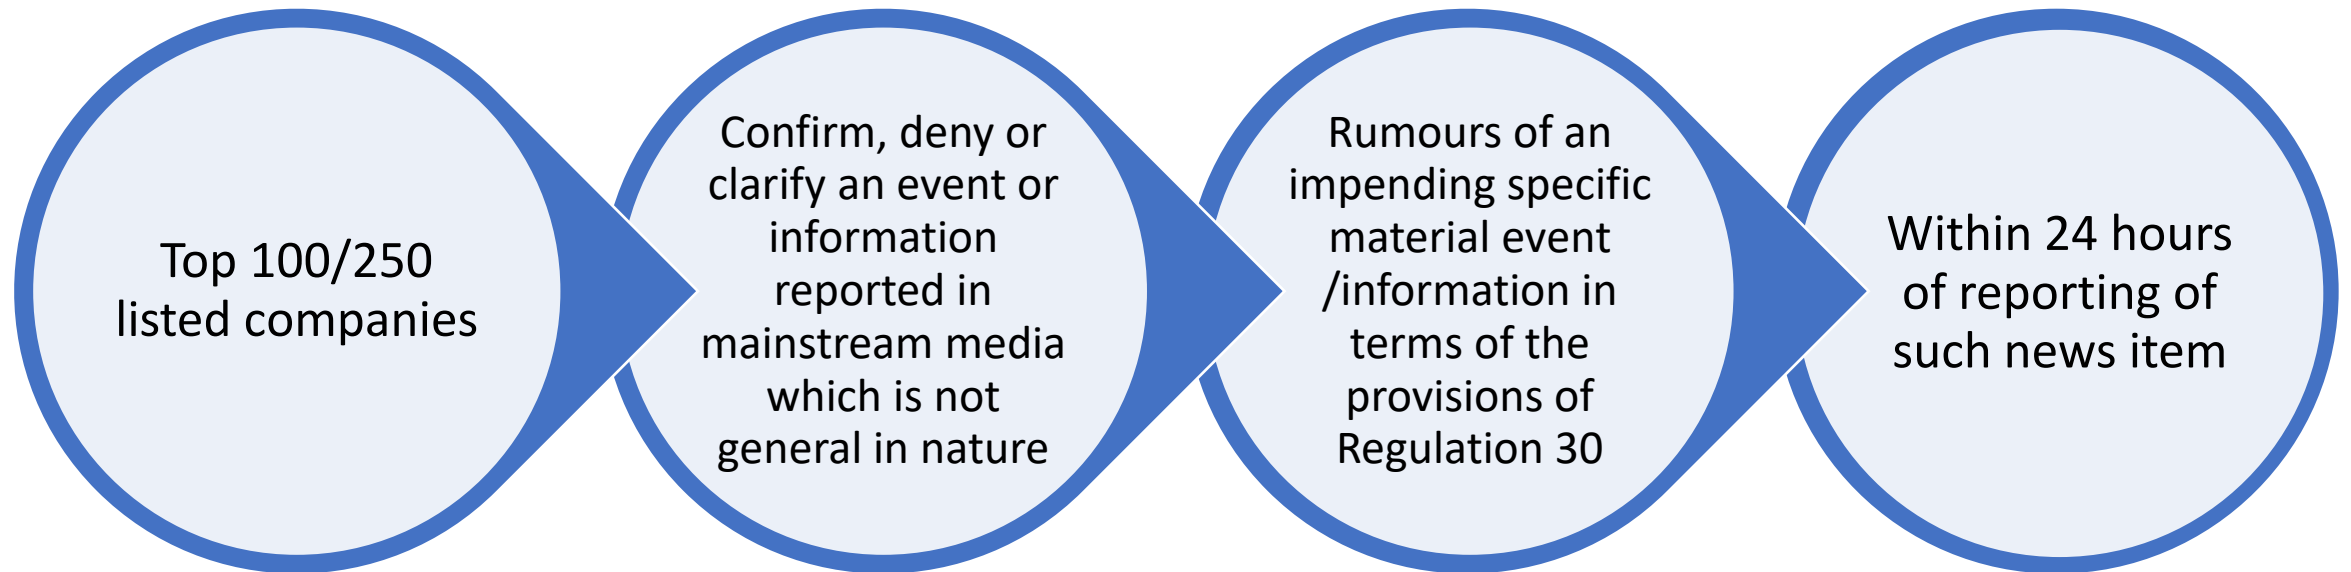 Top 100/250
listed companies
Confirm, deny or
clarify an event or
information
reported in
mainstream media
which is not
general in nature
Rumours of an
impending specific
material event
/information in
terms of the
provisions of
Regulation 30
Within 24 hours
of reporting of
such news item